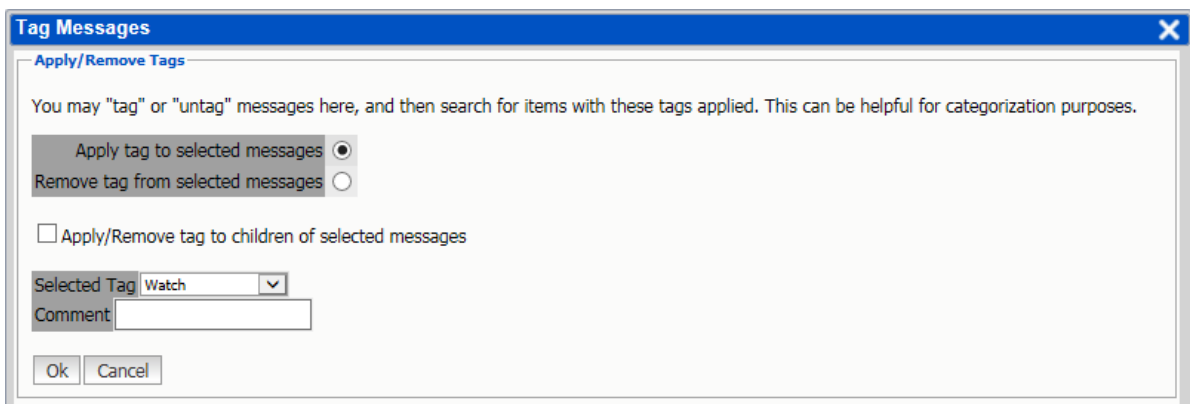 Tag Messages
Apply/Remove Tags
You may "tag" or "untag" messages here, and then search for items with these tags applied. This can be helpful for categorization purposes.
Apply tag to selected messages
Remove tag from selected messages
Apply/Remove tag to children of selected messages
Selected Tag Watch
Comment
Ok Cancel